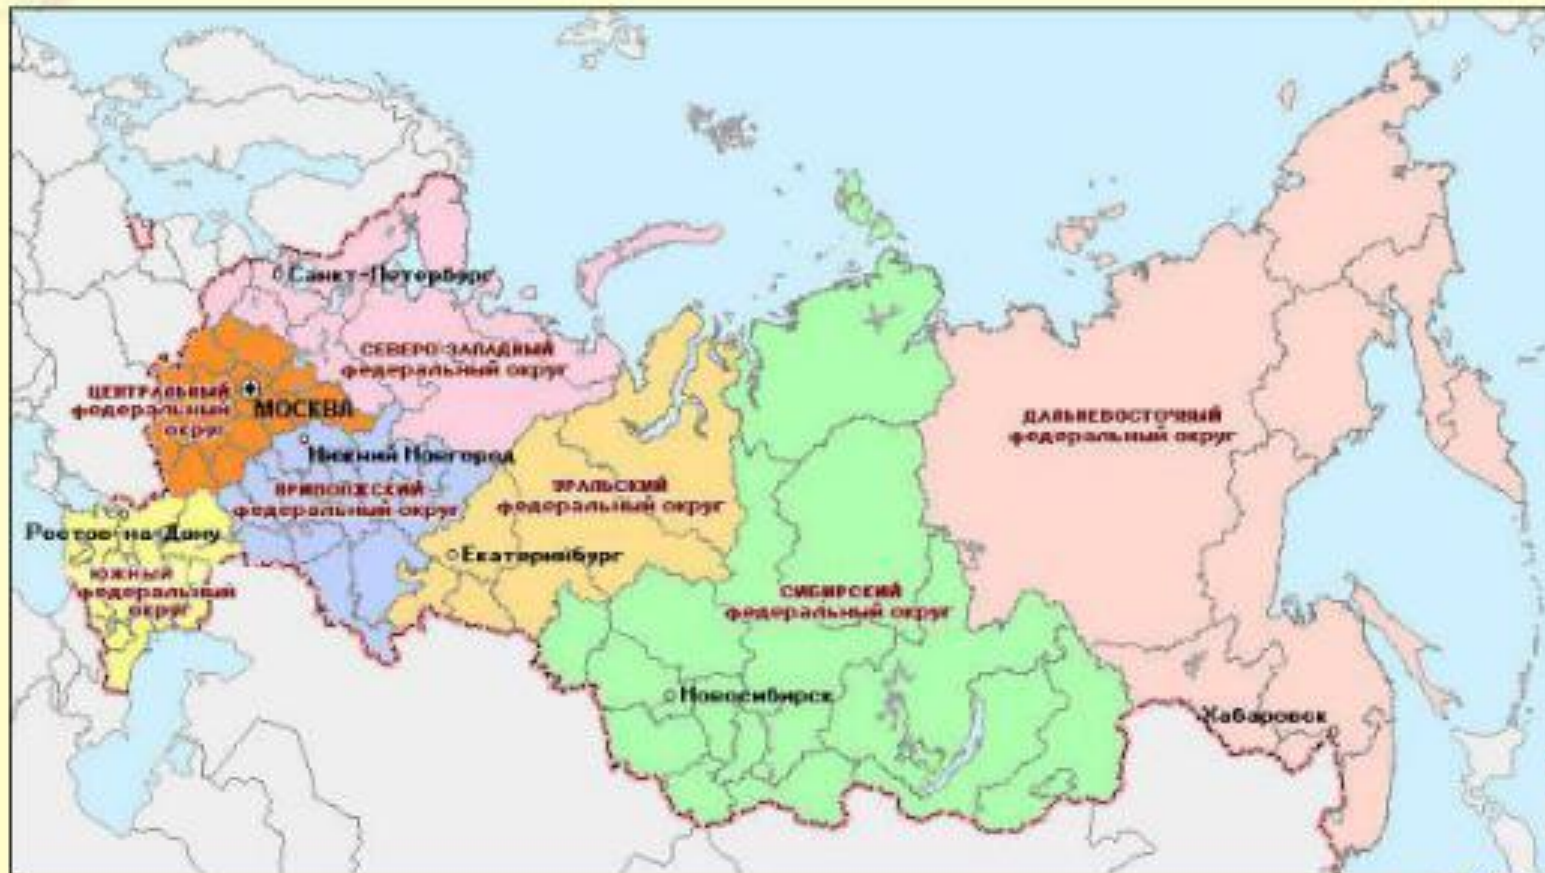 Санкт-Петербург
СЕВЕРО-ЗАПАДНЫЙ
федеральный округ
ЦЕНТРАЛЬНЫЙ
федеральный
округ
МОСКВА
ДАЛЬНЕВОСТОЧНЫЙ
федеральный округ
Нижний Новгород
ПРИВОЛЖСКИЙ
федеральный округ
УРАЛЬСКИЙ
федеральный округ
Ростов-на-Дону
Екатеринбург
ЮЖНЫЙ
федеральный
округ
СИБИРСКИЙ
федеральный округ
Новосибирск
Хабаровск